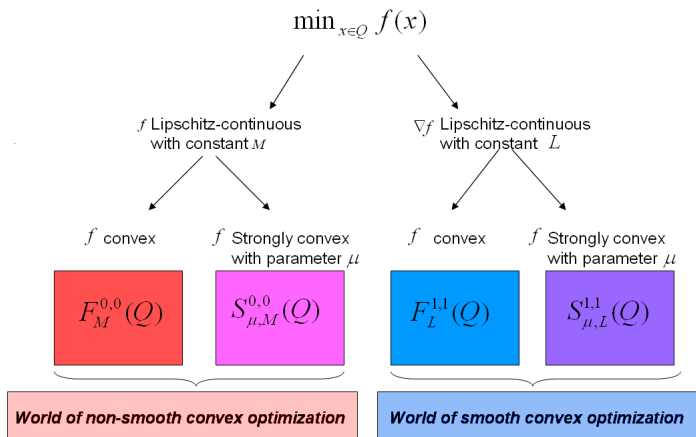 min_{x∈Q} f(x)
f Lipschitz-continuous
with constant M
∇f Lipschitz-continuous
with constant L
f convex
f Strongly convex
with parameter μ
f convex
f Strongly convex
with parameter μ
F_M^{0,0}(Q)
S_{μ,M}^{0,0}(Q)
F_L^{1,1}(Q)
S_{μ,L}^{1,1}(Q)
World of non-smooth convex optimization
World of smooth convex optimization